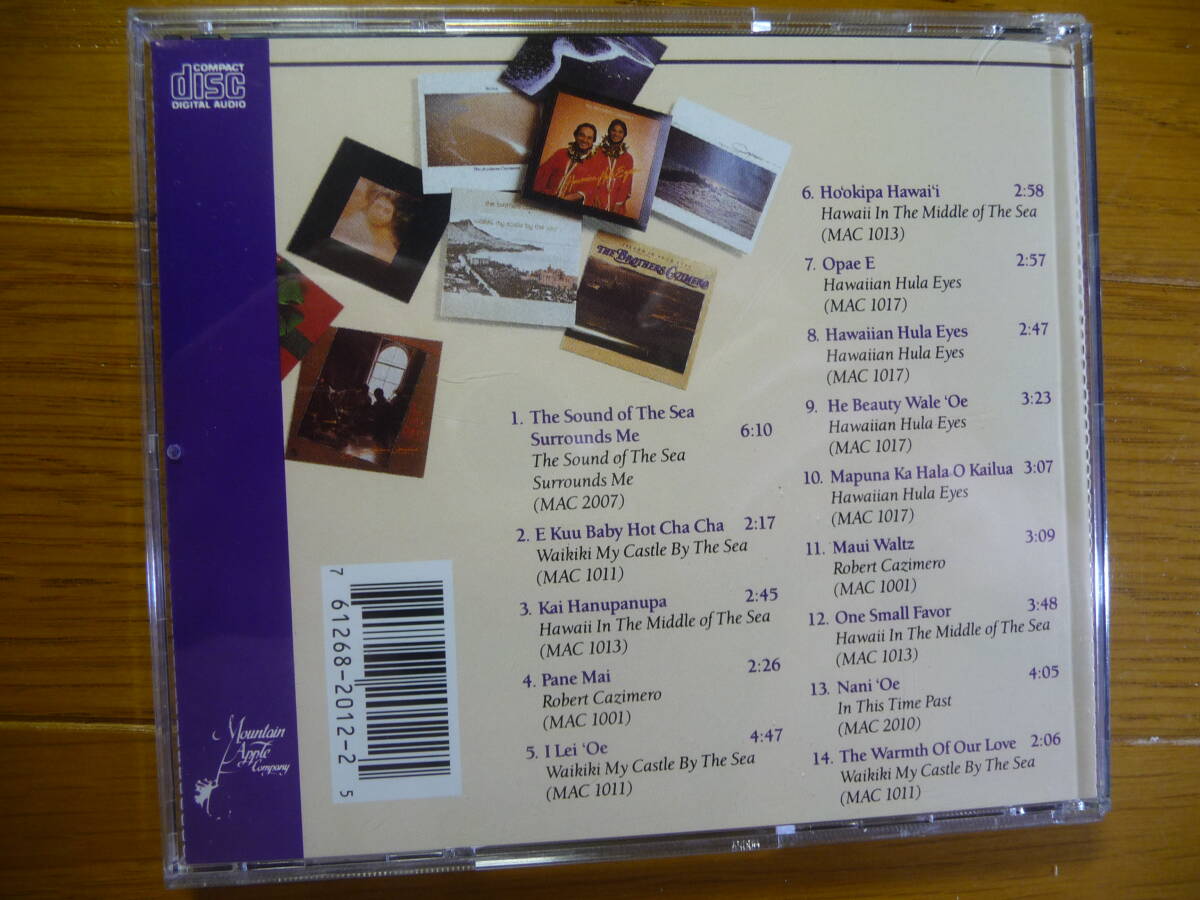 COMPACT
disc
DIGITAL AUDIO
THE BROTHERS CAZIMERO
1. The Sound of The Sea
Surrounds Me 6:10
The Sound of The Sea
Surrounds Me
(MAC 2007)
2. E Kuu Baby Hot Cha Cha 2:17
Waikiki My Castle By The Sea
(MAC 1011)
3. Kai Hanupanupa 2:45
Hawaii In The Middle of The Sea
(MAC 1013)
4. Pane Mai 2:26
Robert Cazimero
(MAC 1001)
5. I Lei ‘Oe 4:47
Waikiki My Castle By The Sea
(MAC 1011)
6. Ho‘okipa Hawai‘i 2:58
Hawaii In The Middle of The Sea
(MAC 1013)
7. Opae E 2:57
Hawaiian Hula Eyes
(MAC 1017)
8. Hawaiian Hula Eyes 2:47
Hawaiian Hula Eyes
(MAC 1017)
9. He Beauty Wale ‘Oe 3:23
Hawaiian Hula Eyes
(MAC 1017)
10. Mapuna Ka Hala O Kailua 3:07
Hawaiian Hula Eyes
(MAC 1017)
11. Maui Waltz 3:09
Robert Cazimero
(MAC 1001)
12. One Small Favor 3:48
Hawaii In The Middle of The Sea
(MAC 1013)
13. Nani ‘Oe 4:05
In This Time Past
(MAC 2010)
14. The Warmth Of Our Love 2:06
Waikiki My Castle By The Sea
(MAC 1011)
7 61268-2012-2 5
Mountain
Apple
Company